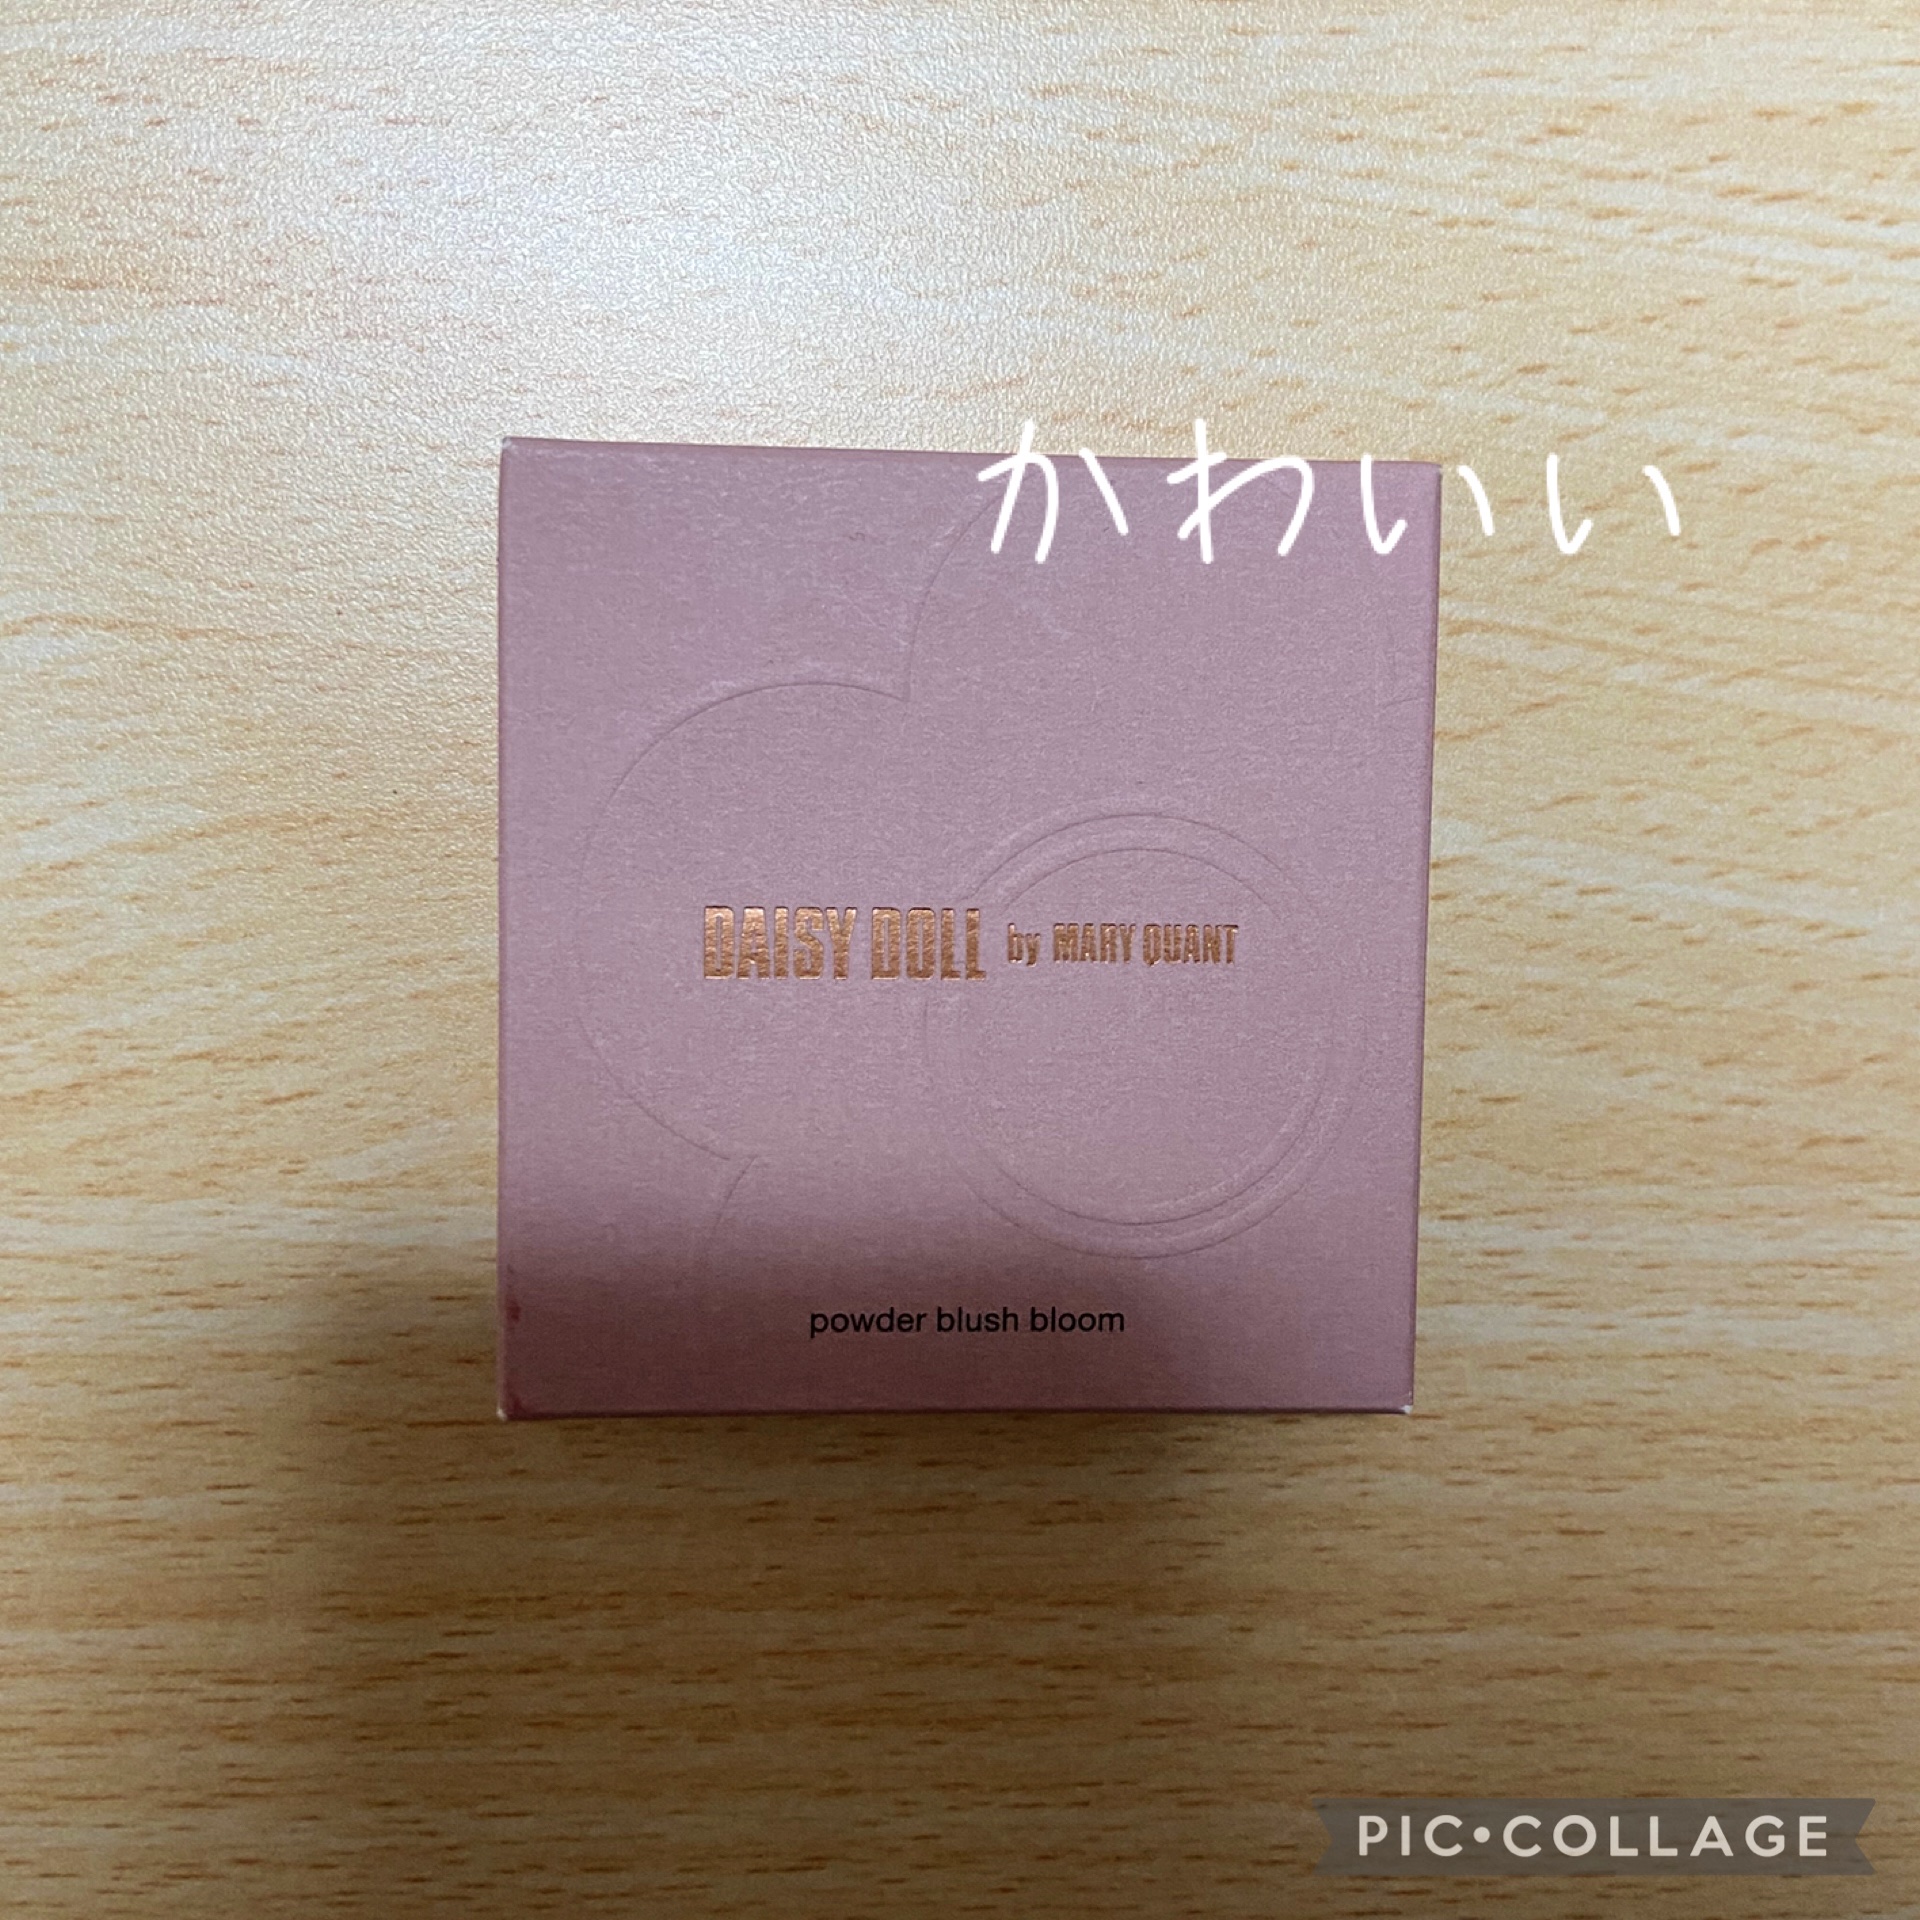 かわいい
DAISY DOLL by MARY QUANT
powder blush bloom
PIC•COLLAGE